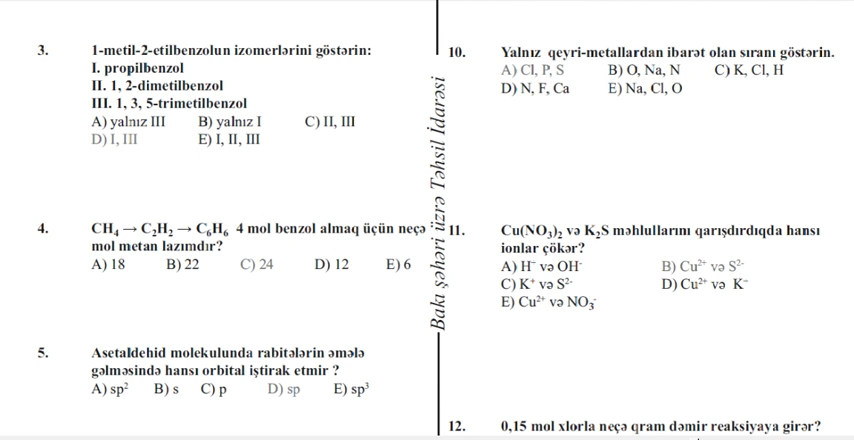 3. 1-metil-2-etilbenzolun izomerlərini göstərin:
I. propilbenzol
II. 1, 2-dimetilbenzol
III. 1, 3, 5-trimetilbenzol
A) yalnız III B) yalnız I C) II, III
D) I, III E) I, II, III
4. CH₄ → C₂H₂ → C₆H₆ 4 mol benzol almaq üçün neçə
mol metan lazımdır?
A) 18 B) 22 C) 24 D) 12 E) 6
5. Asetaldehid molekulunda rabitələrin əmələ
gəlməsində hansı orbital iştirak etmir ?
A) sp² B) s C) p D) sp E) sp³
Bakı şəhəri üzrə Təhsil İdarəsi
10. Yalnız qeyri-metallardan ibarət olan sıranı göstərin.
A) Cl, P, S B) O, Na, N C) K, Cl, H
D) N, F, Ca E) Na, Cl, O
11. Cu(NO₃)₂ və K₂S məhlullarını qarışdırdıqda hansı
ionlar çökər?
A) H⁺ və OH⁻ B) Cu²⁺ və S²⁻
C) K⁺ və S²⁻ D) Cu²⁺ və K⁺
E) Cu²⁺ və NO₃⁻
12. 0,15 mol xlorla neçə qram dəmir reaksiyaya girər?